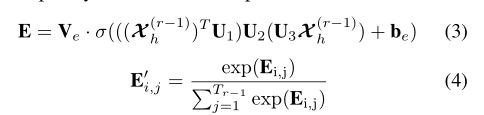 E = V_e · σ(((𝓧_h^{(r−1)})^T U_1)U_2(U_3 𝓧_h^{(r−1)}) + b_e) (3)
E'_{i,j} = exp(E_{i,j}) / ∑_{j=1}^{T_{r−1}} exp(E_{i,j}) (4)